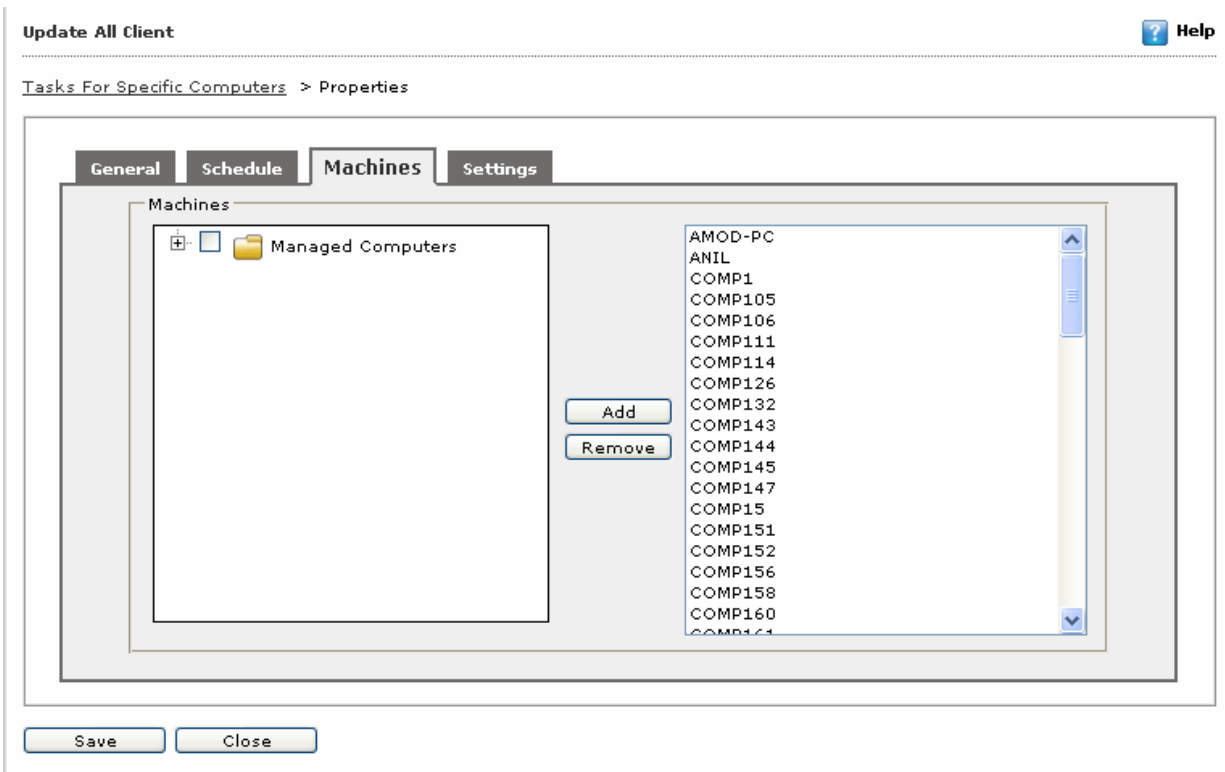 Update All Client
Help
Tasks For Specific Computers > Properties
General Schedule Machines Settings
Machines
Managed Computers
AMOD-PC
ANIL
COMP1
COMP105
COMP106
COMP111
COMP114
COMP126
COMP132
COMP143
COMP144
COMP145
COMP147
COMP15
COMP151
COMP152
COMP156
COMP158
COMP160
COMP161
Add
Remove
Save Close